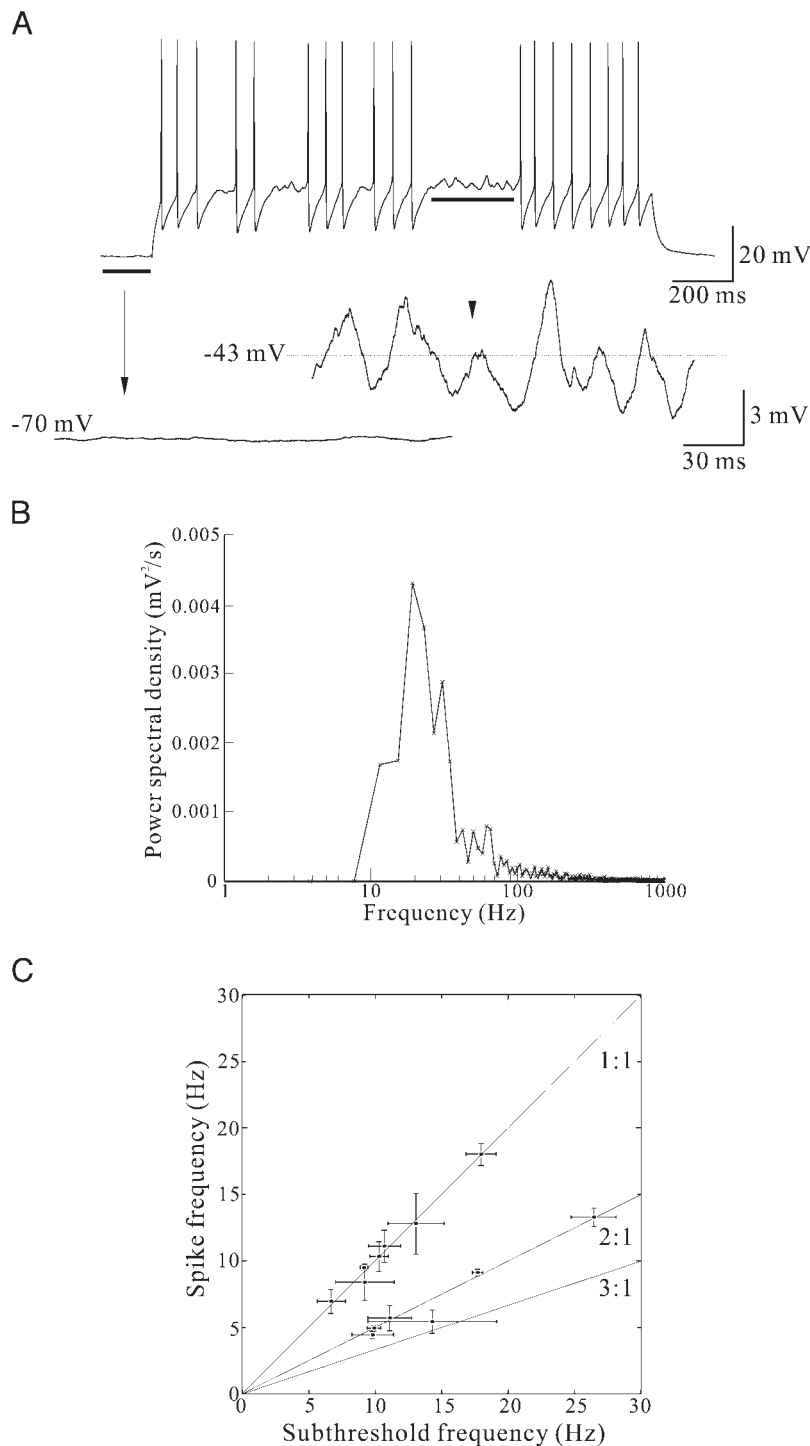 A
20 mV
200 ms
-43 mV
-70 mV
3 mV
30 ms
B
Power spectral density (mV²/s)
0.005
0.004
0.003
0.002
0.001
0
1
10
100
1000
Frequency (Hz)
C
Spike frequency (Hz)
30
25
20
15
10
5
0
1:1
2:1
3:1
0
5
10
15
20
25
30
Subthreshold frequency (Hz)